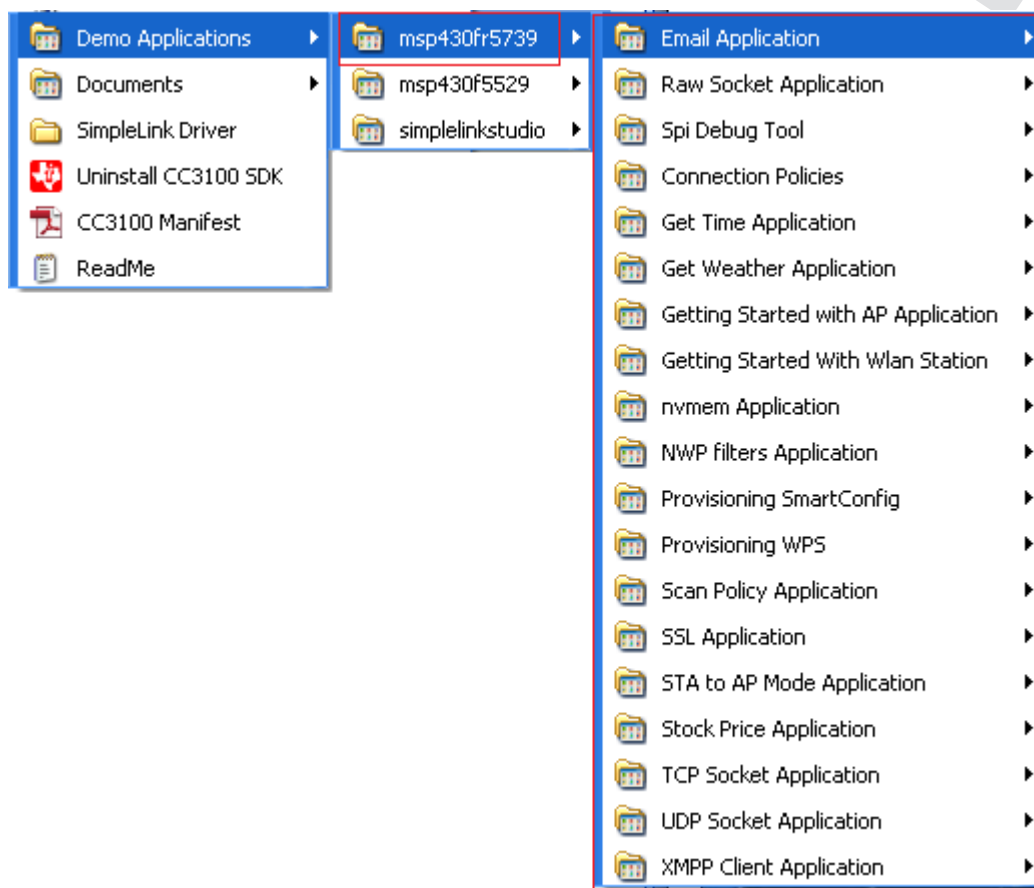 Demo Applications
Documents
SimpleLink Driver
Uninstall CC3100 SDK
CC3100 Manifest
ReadMe
msp430fr5739
msp430f5529
simplelinkstudio
Email Application
Raw Socket Application
Spi Debug Tool
Connection Policies
Get Time Application
Get Weather Application
Getting Started with AP Application
Getting Started With Wlan Station
nvmem Application
NWP filters Application
Provisioning SmartConfig
Provisioning WPS
Scan Policy Application
SSL Application
STA to AP Mode Application
Stock Price Application
TCP Socket Application
UDP Socket Application
XMPP Client Application